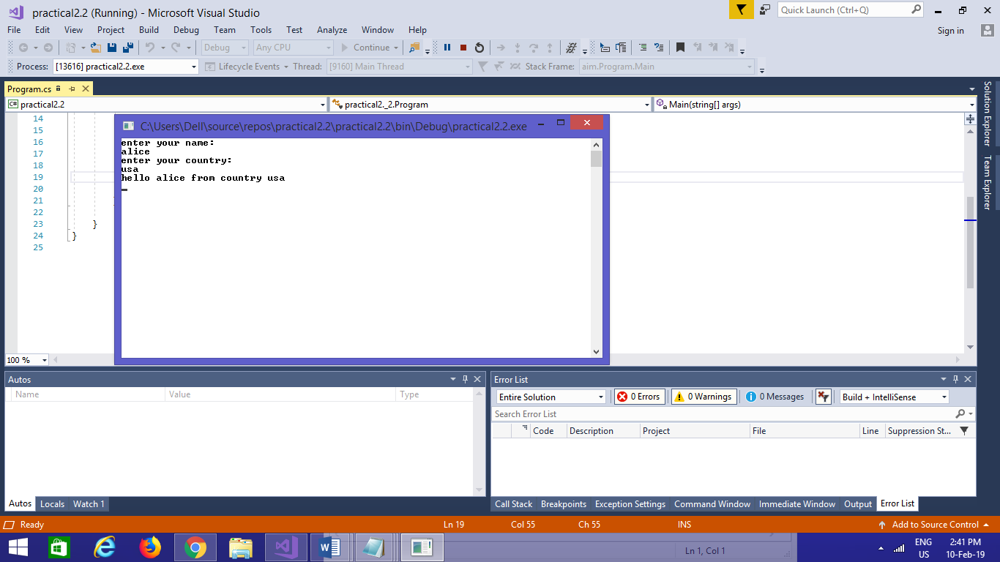 practical2.2 (Running) - Microsoft Visual Studio
Quick Launch (Ctrl+Q)
File Edit View Project Build Debug Team Tools Test Analyze Window Help
Sign in
Debug Any CPU Continue
Process: [13616] practical2.2.exe Lifecycle Events Thread: [9160] Main Thread Stack Frame: aim.Program.Main
Program.cs
C# practical2.2 practical2._2.Program Main(string[] args)
Solution Explorer
Team Explorer
14
15
16
17
18
19
20
21
22
23 }
24 }
25
C:\Users\Dell\source\repos\practical2.2\practical2.2\bin\Debug\practical2.2.exe
enter your name:
alice
enter your country:
usa
hello alice from country usa
100 %
Autos
Name Value Type
Autos Locals Watch 1
Error List
Entire Solution 0 Errors 0 Warnings 0 Messages Build + IntelliSense
Search Error List
Code Description Project File Line Suppression St...
Call Stack Breakpoints Exception Settings Command Window Immediate Window Output Error List
Ready Ln 19 Col 55 Ch 55 INS Add to Source Control
Ln 1, Col 1
ENG
US
2:41 PM
10-Feb-19